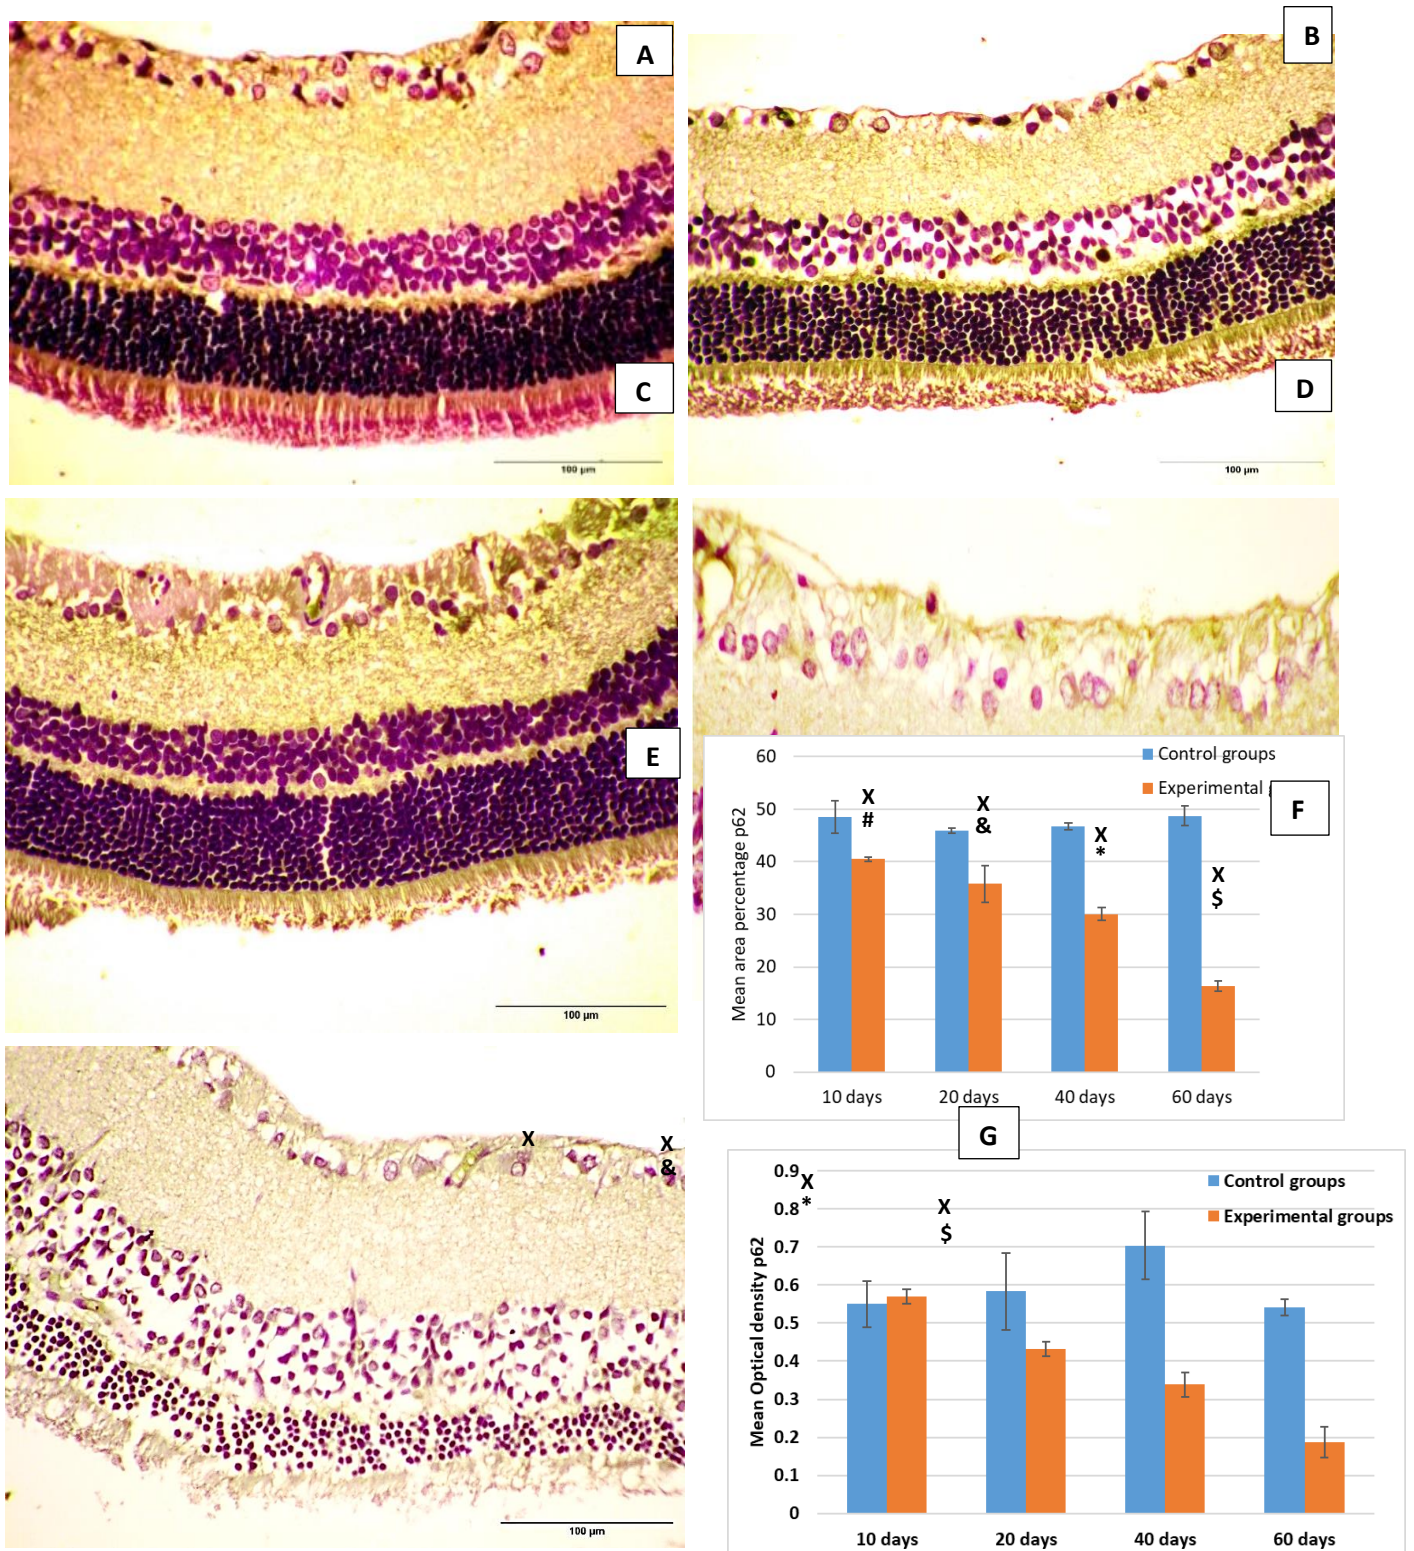 A
B
C
D
100 µm
100 µm
E
100 µm
60
50
40
30
20
10
0
Mean area percentage p62
Control groups
Experimental g
F
X
#
X
&
X
*
X
$
10 days
20 days
40 days
60 days
G
X
X
&
100 µm
X
*
X
$
0.9
0.8
0.7
0.6
0.5
0.4
0.3
0.2
0.1
0
Mean Optical density p62
Control groups
Experimental groups
10 days
20 days
40 days
60 days